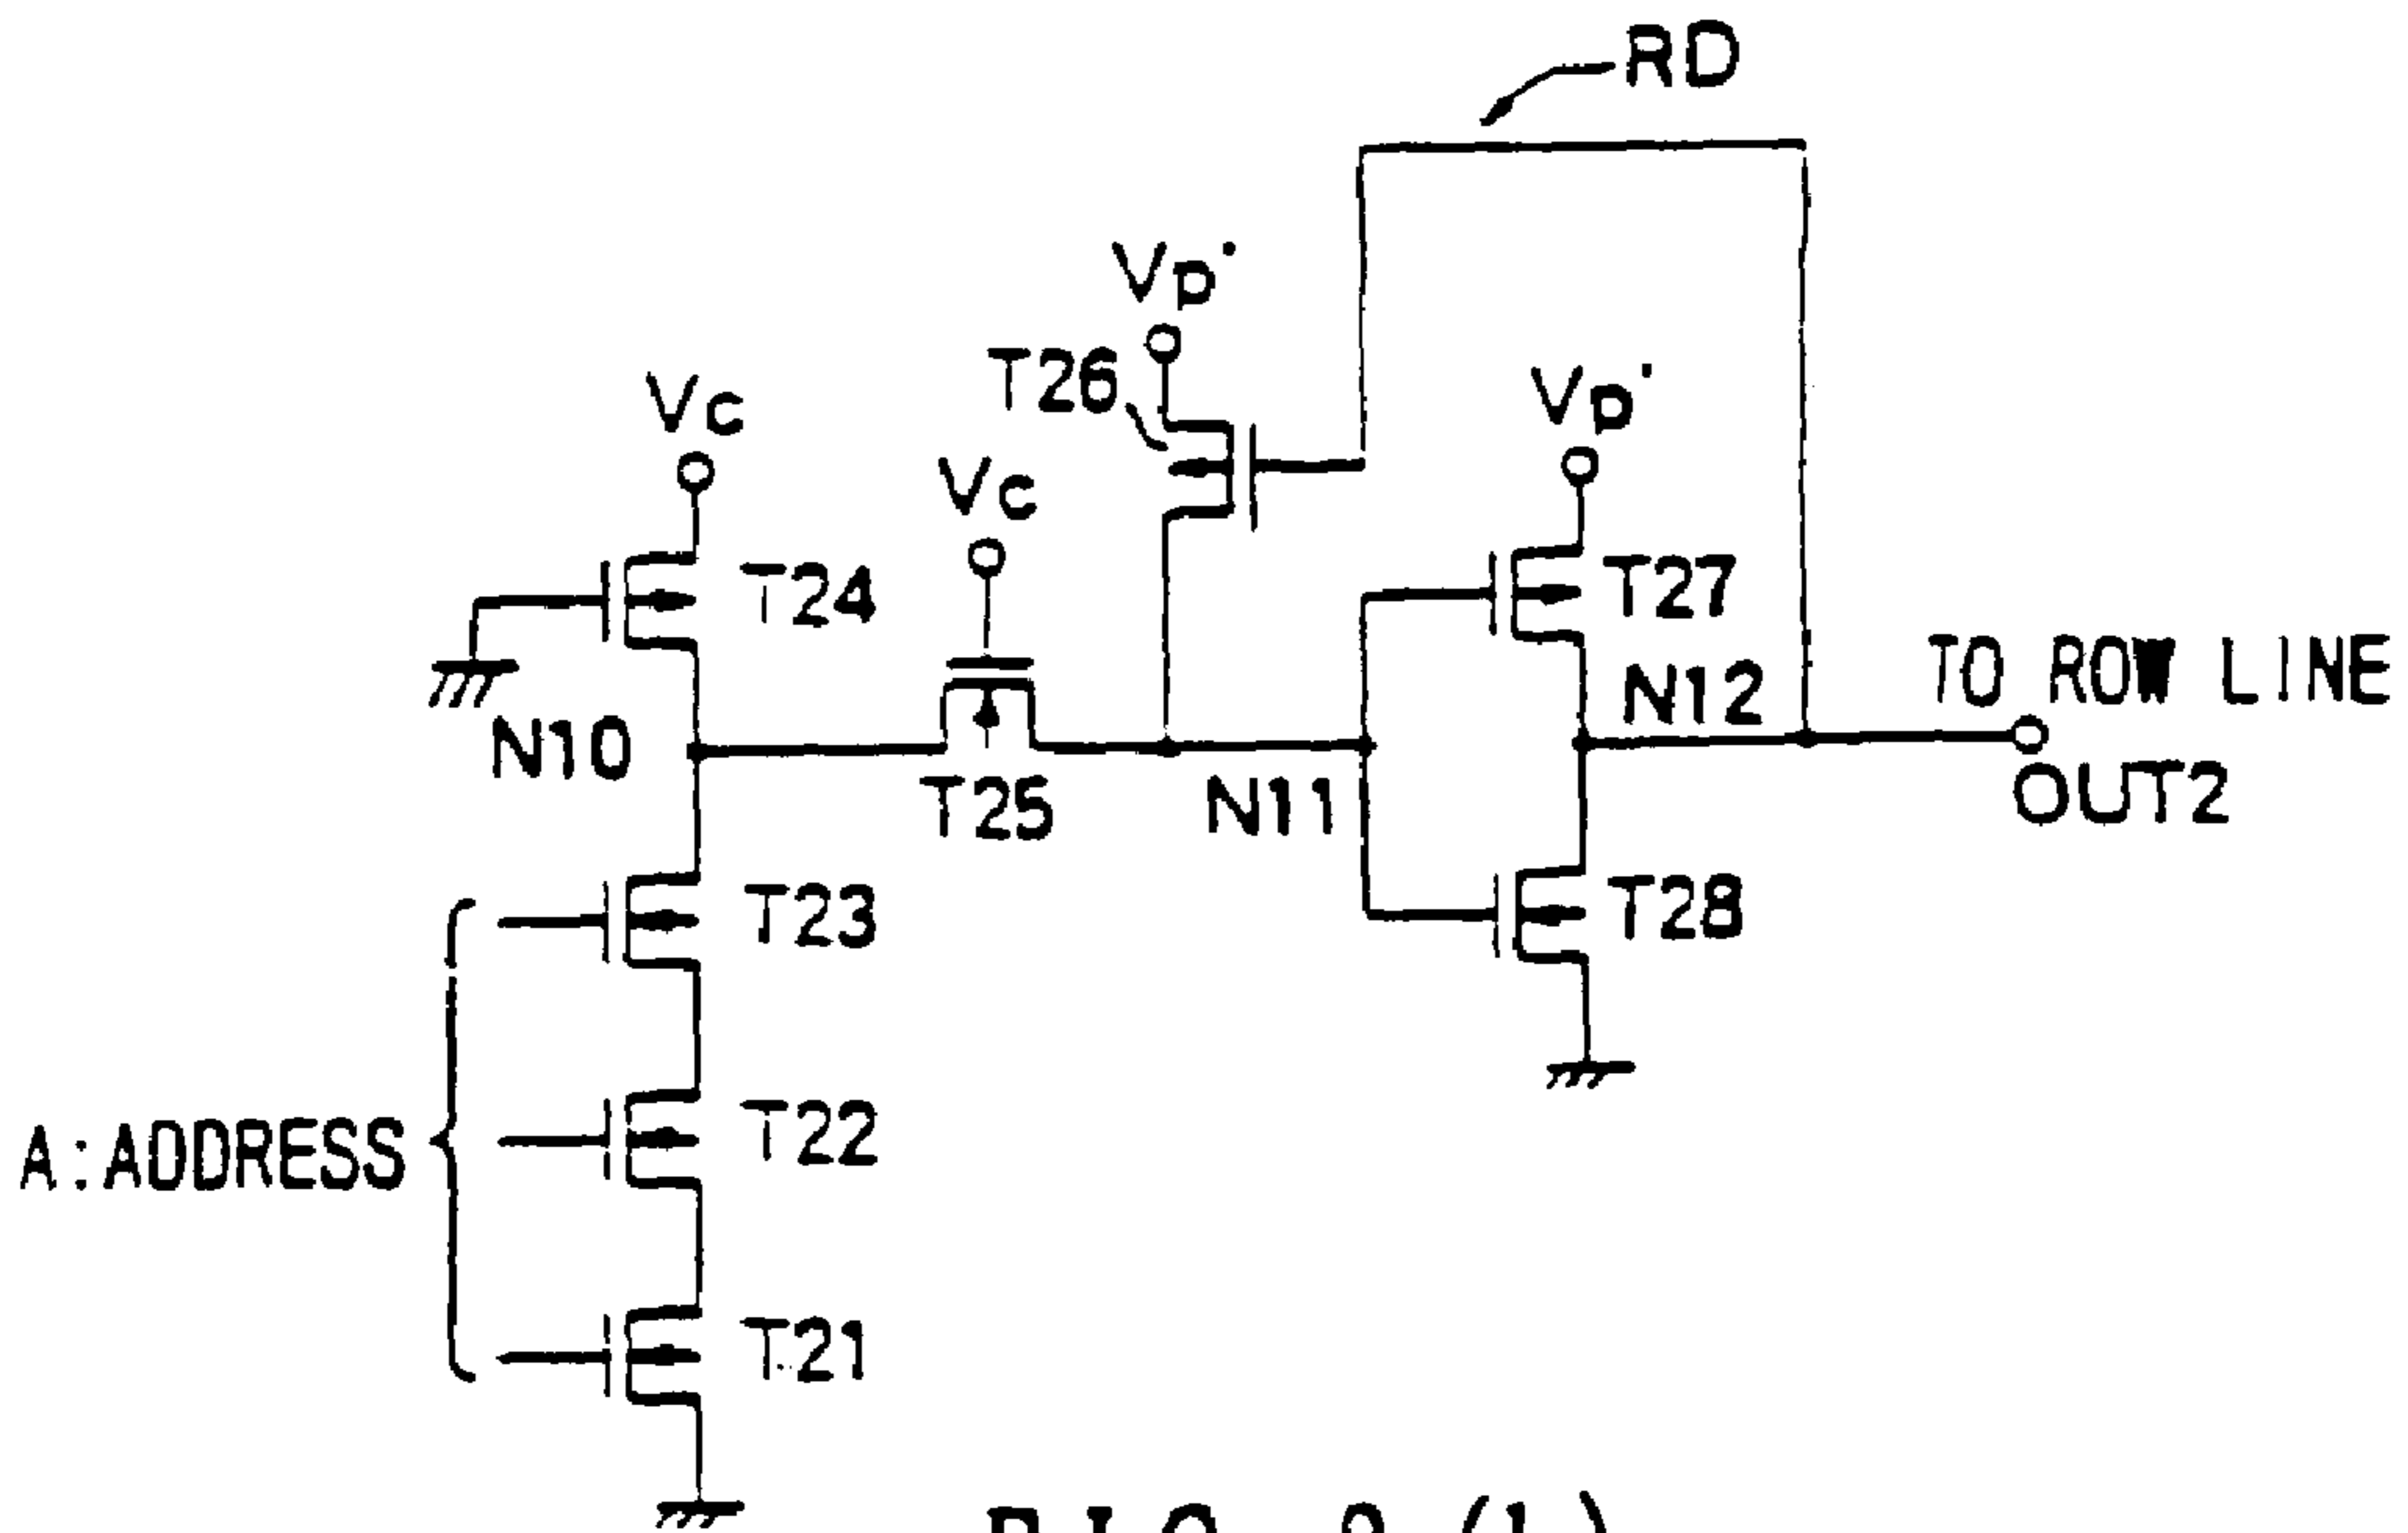 RD
Vp'
T26
Vc
Vp'
Vc
T24
T27
N12
TO ROW LINE
N10
T25
N11
OUT2
T23
T28
A:ADDRESS
T22
T21